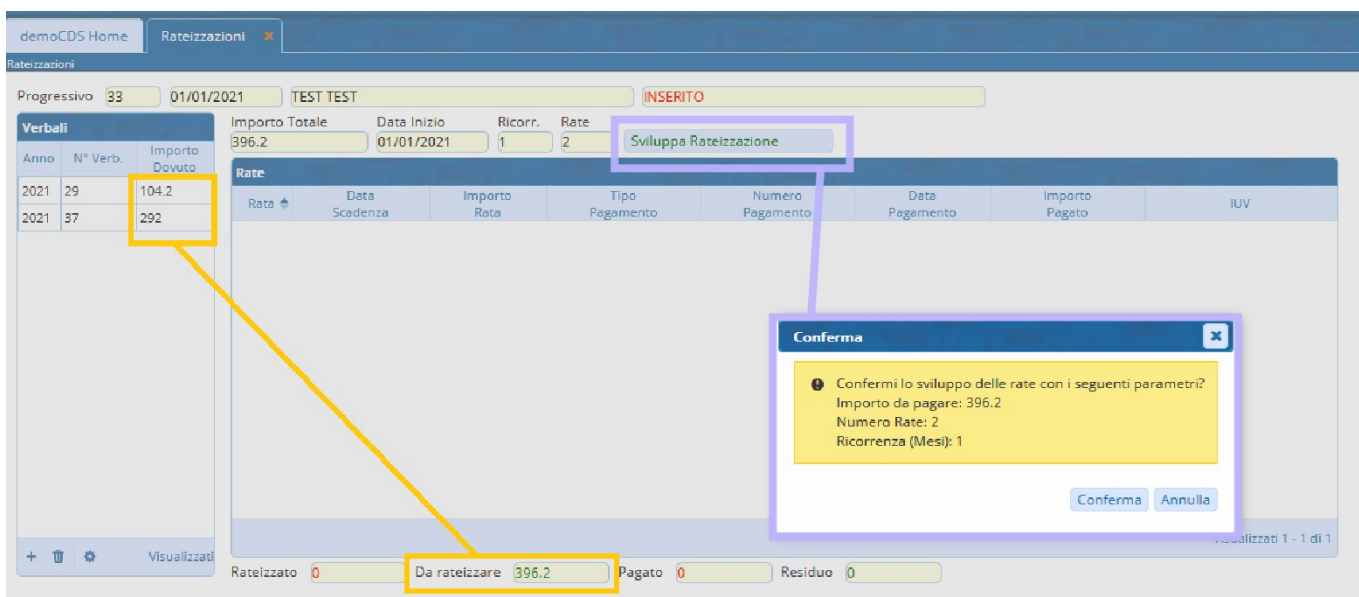 demoCDS Home Rateizzazioni ×
Rateizzazioni
Progressivo 33 01/01/2021 TEST TEST INSERITO
Verbali
Anno N° Verb. Importo Dovuto
2021 29 104.2
2021 37 292
Importo Totale Data Inizio Ricorr. Rate
396.2 01/01/2021 1 2 Sviluppa Rateizzazione
Rate
Rata Data Scadenza Importo Rata Tipo Pagamento Numero Pagamento Data Pagamento Importo Pagato IUV
Conferma ×
Confermi lo sviluppo delle rate con i seguenti parametri?
Importo da pagare: 396.2
Numero Rate: 2
Ricorrenza (Mesi): 1
Conferma Annulla
Visualizzati 1 - 1 di 1
+ Visualizzati
Rateizzato 0 Da rateizzare 396.2 Pagato 0 Residuo 0